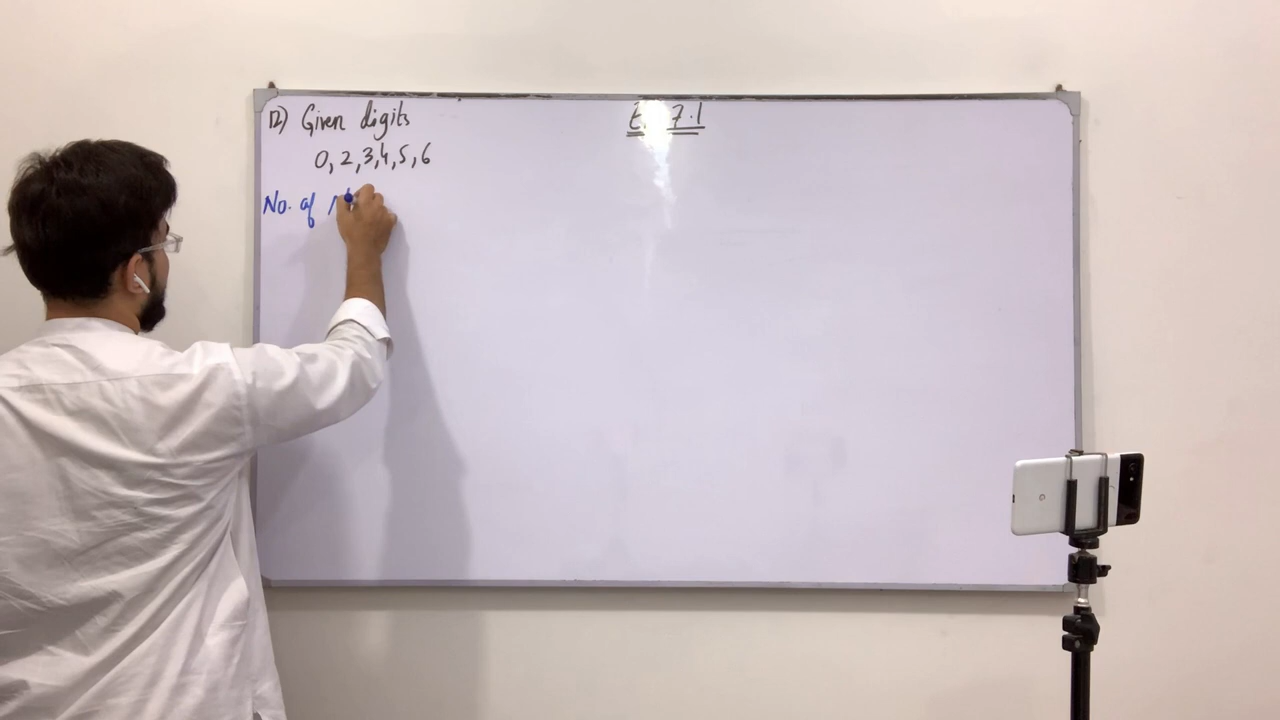 12) Given digits
7.1
0, 2, 3, 4, 5, 6
No. of